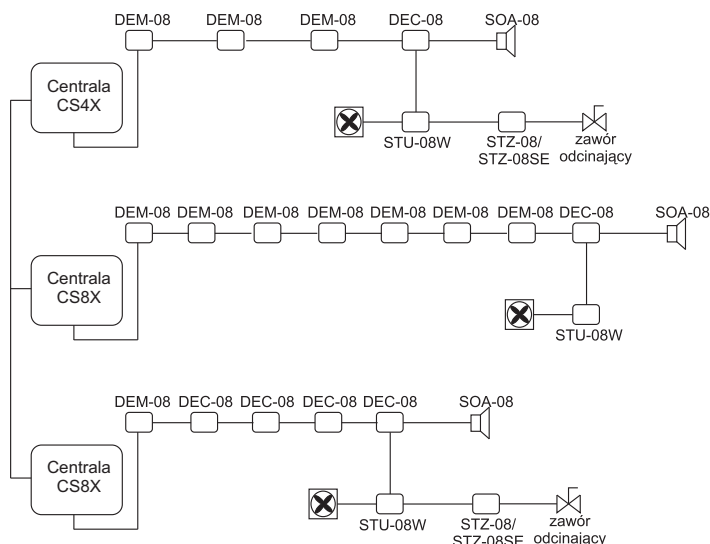 DEM-08 DEM-08 DEM-08 DEC-08 SOA-08
Centrala
CS4X
STU-08W
STZ-08/
STZ-08SE
zawór
odcinający
DEM-08 DEM-08 DEM-08 DEM-08 DEM-08 DEM-08 DEM-08 DEC-08 SOA-08
Centrala
CS8X
STU-08W
DEM-08 DEC-08 DEC-08 DEC-08 DEC-08 SOA-08
Centrala
CS8X
STU-08W
STZ-08/
STZ-08SE
zawór
odcinający